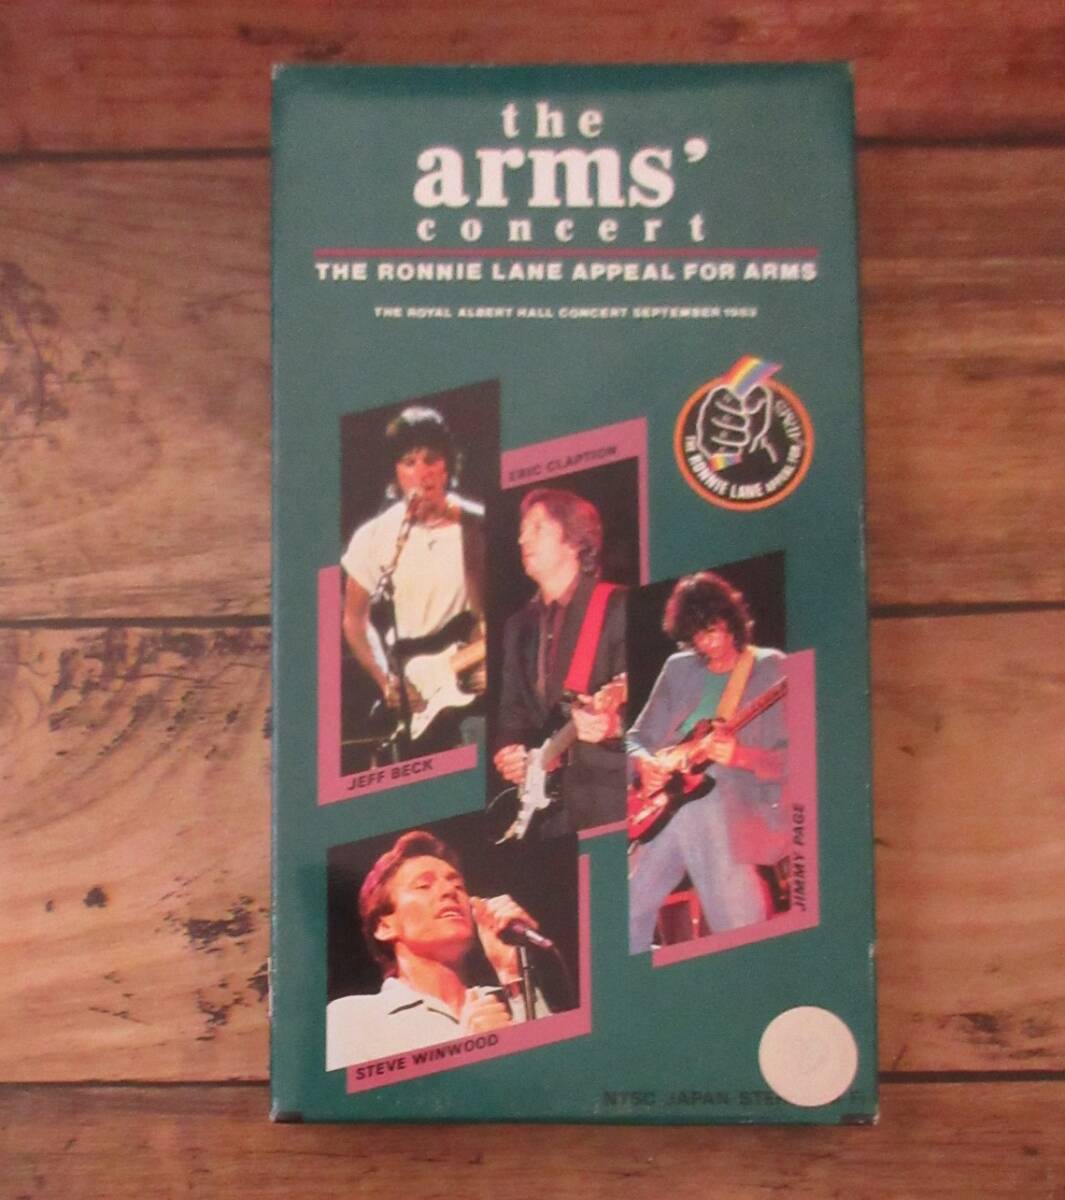 the
arms'
concert
THE RONNIE LANE APPEAL FOR ARMS
THE ROYAL ALBERT HALL CONCERT SEPTEMBER 1983
THE RONNIE LANE APPEAL FOR
ERIC CLAPTION
JEFF BECK
JIMMY PAGE
STEVE WINWOOD
NTSC JAPAN